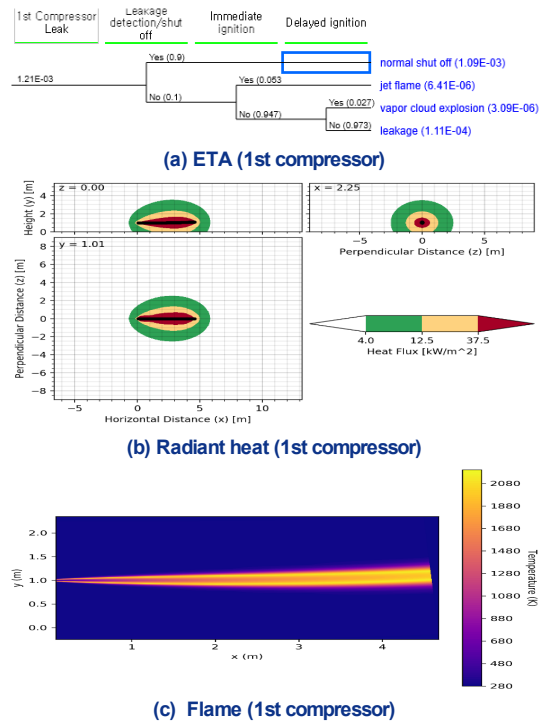 1st Compressor Leak
Leakage detection/shut off
Immediate ignition
Delayed ignition
1.21E-03
Yes (0.9)
normal shut off (1.09E-03)
Yes (0.053)
jet flame (6.41E-06)
No (0.1)
Yes (0.027)
vapor cloud explosion (3.09E-06)
No (0.947)
No (0.973)
leakage (1.11E-04)
(a) ETA (1st compressor)
z = 0.00
Height (y) [m]
4
2
0
x = 2.25
−5
0
5
Perpendicular Distance (z) [m]
y = 1.01
Perpendicular Distance (z) [m]
8
6
4
2
0
−2
−4
−6
−8
−5
0
5
10
Horizontal Distance (x) [m]
4.0
12.5
37.5
Heat Flux [kW/m^2]
(b) Radiant heat (1st compressor)
y (m)
2.0
1.5
1.0
0.5
0.0
1
2
3
4
x (m)
2080
1880
1680
1480
1280
1080
880
680
480
280
Temperature (K)
(c) Flame (1st compressor)